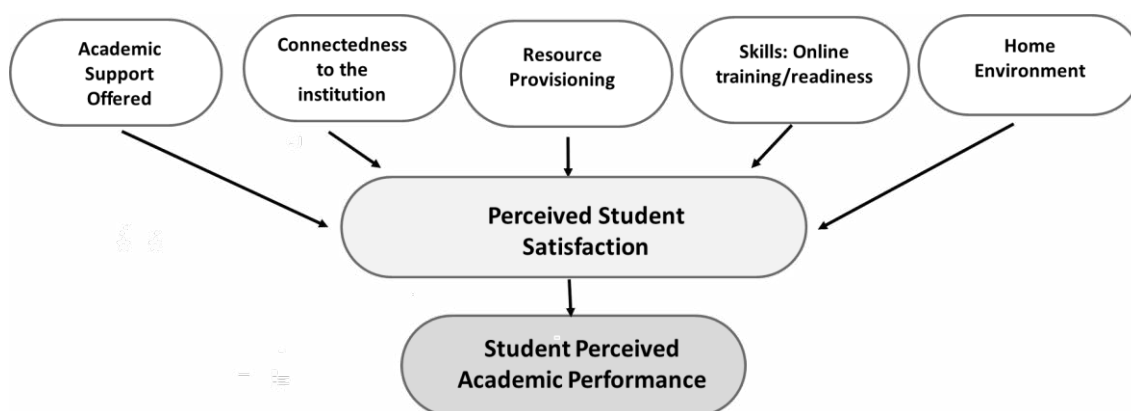 Academic
Support
Offered
Connectedness
to the
institution
Resource
Provisioning
Skills: Online
training/readiness
Home
Environment
Perceived Student
Satisfaction
Student Perceived
Academic Performance